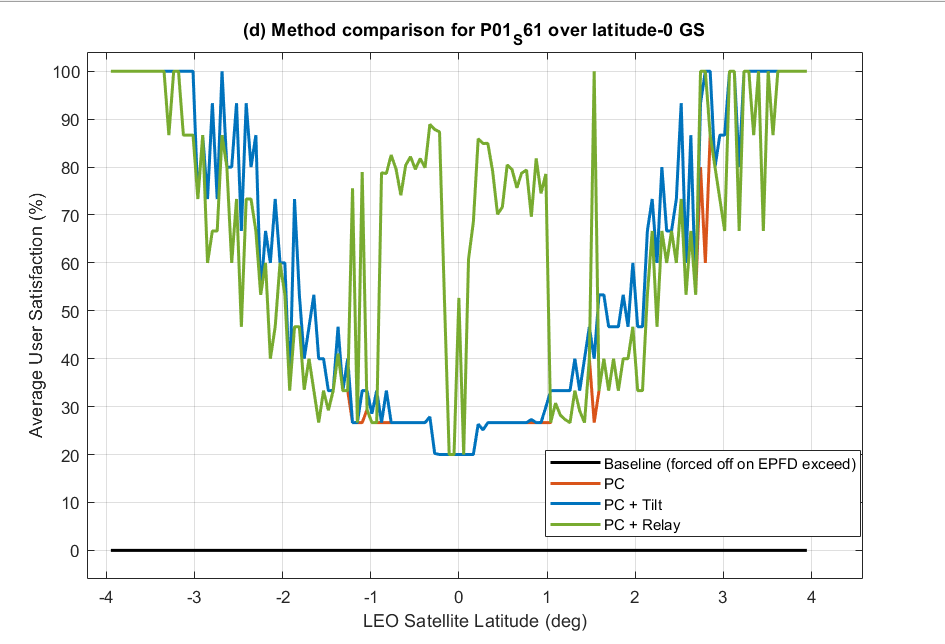 (d) Method comparison for P01S61 over latitude-0 GS
Average User Satisfaction (%)
100
90
80
70
60
50
40
30
20
10
0
-4 -3 -2 -1 0 1 2 3 4
LEO Satellite Latitude (deg)
Baseline (forced off on EPFD exceed)
PC
PC + Tilt
PC + Relay